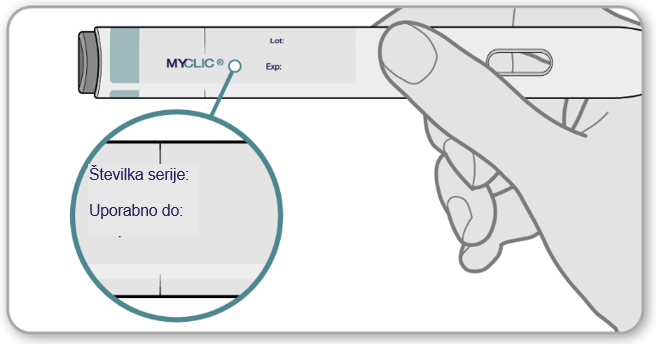 Lot:
MYCLIC®
Exp:
Številka serije:
Uporabno do: